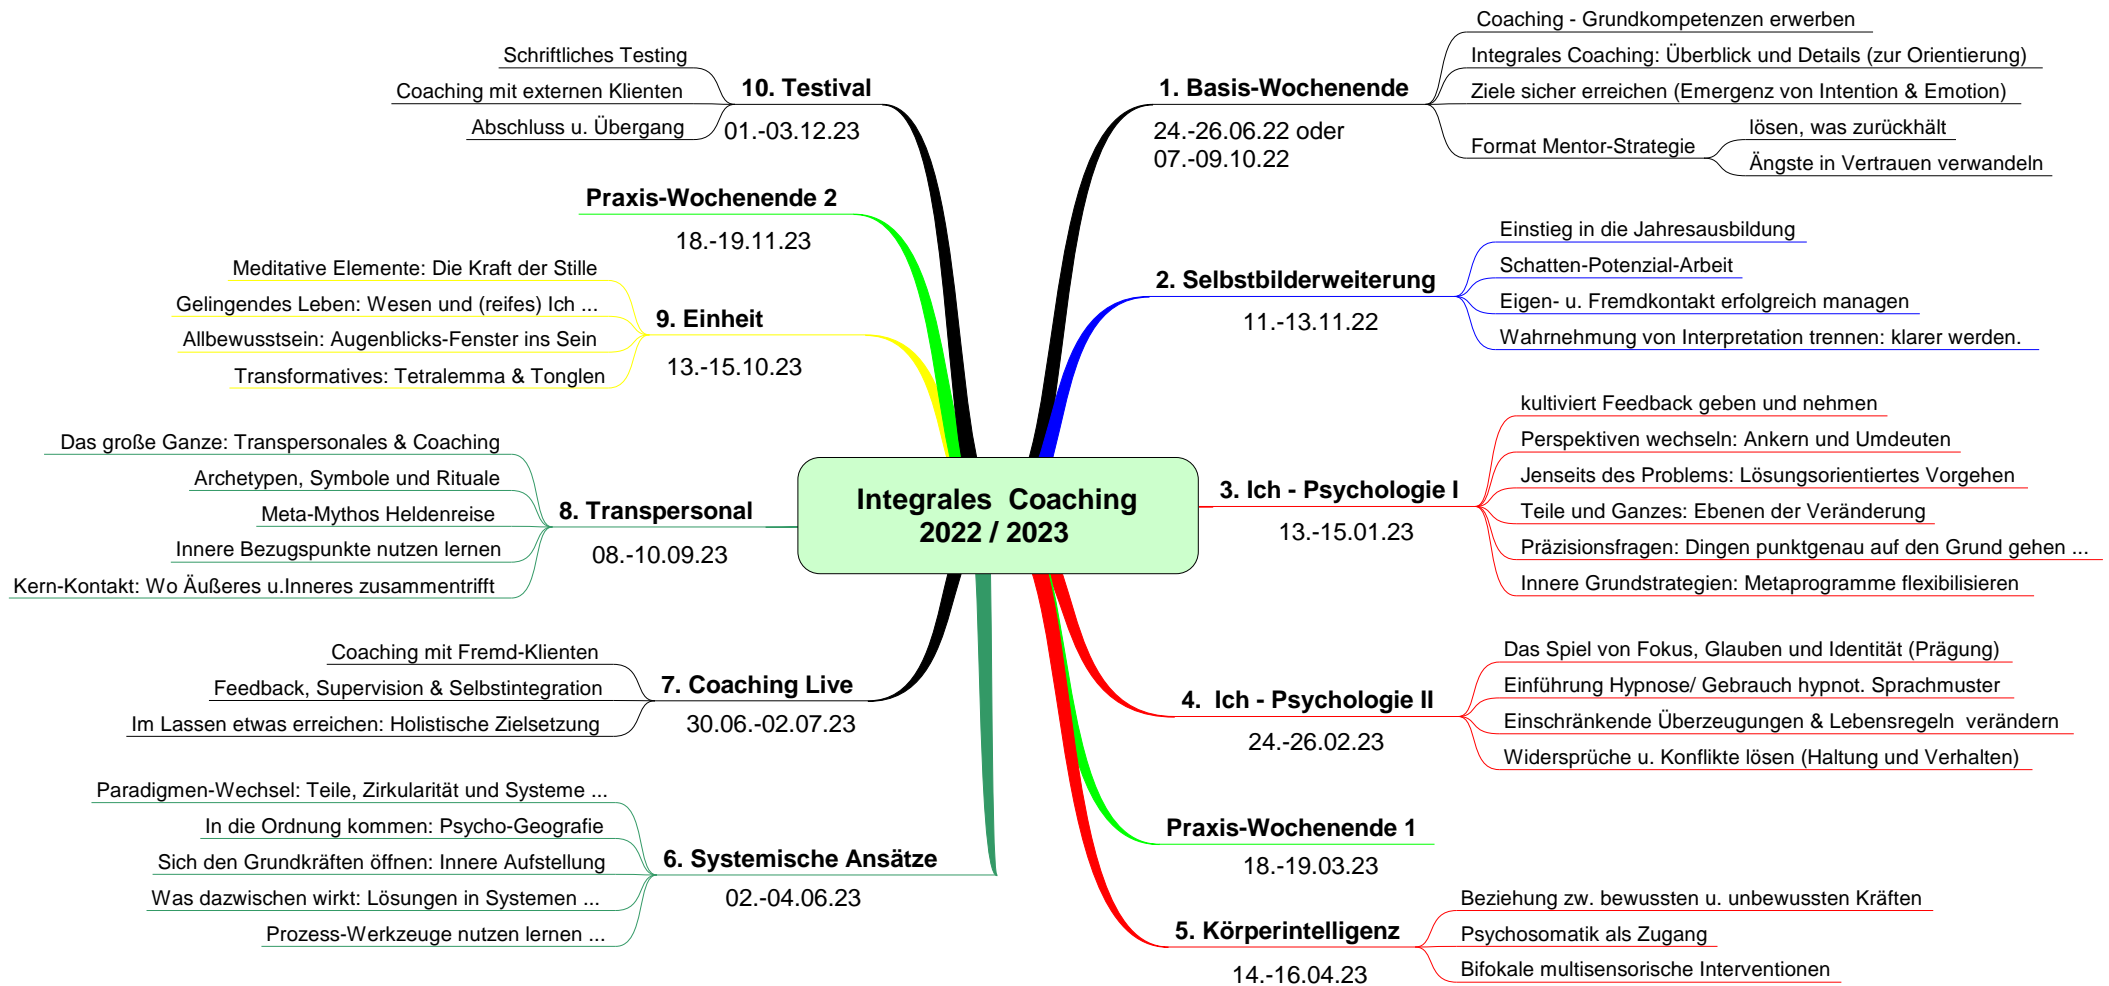 Integrales  Coaching
2022 / 2023
1. Basis-Wochenende
24.-26.06.22 oder
07.-09.10.22
Coaching - Grundkompetenzen erwerben
Integrales Coaching: Überblick und Details (zur Orientierung)
Ziele sicher erreichen (Emergenz von Intention & Emotion)
Format Mentor-Strategie
lösen, was zurückhält
Ängste in Vertrauen verwandeln
2. Selbstbilderweiterung
11.-13.11.22
Einstieg in die Jahresausbildung
Schatten-Potenzial-Arbeit
Eigen- u. Fremdkontakt erfolgreich managen
Wahrnehmung von Interpretation trennen: klarer werden.
3. Ich - Psychologie I
13.-15.01.23
kultiviert Feedback geben und nehmen
Perspektiven wechseln: Ankern und Umdeuten
Jenseits des Problems: Lösungsorientiertes Vorgehen
Teile und Ganzes: Ebenen der Veränderung
Präzisionsfragen: Dingen punktgenau auf den Grund gehen ...
Innere Grundstrategien: Metaprogramme flexibilisieren
4.  Ich - Psychologie II
24.-26.02.23
Das Spiel von Fokus, Glauben und Identität (Prägung)
Einführung Hypnose/ Gebrauch hypnot. Sprachmuster
Einschränkende Überzeugungen & Lebensregeln  verändern
Widersprüche u. Konflikte lösen (Haltung und Verhalten)
Praxis-Wochenende 1
18.-19.03.23
5. Körperintelligenz
14.-16.04.23
Beziehung zw. bewussten u. unbewussten Kräften
Psychosomatik als Zugang
Bifokale multisensorische Interventionen
6. Systemische Ansätze
02.-04.06.23
Paradigmen-Wechsel: Teile, Zirkularität und Systeme ...
In die Ordnung kommen: Psycho-Geografie
Sich den Grundkräften öffnen: Innere Aufstellung
Was dazwischen wirkt: Lösungen in Systemen ...
Prozess-Werkzeuge nutzen lernen ...
7. Coaching Live
30.06.-02.07.23
Coaching mit Fremd-Klienten
Feedback, Supervision & Selbstintegration
Im Lassen etwas erreichen: Holistische Zielsetzung
8. Transpersonal
08.-10.09.23
Das große Ganze: Transpersonales & Coaching
Archetypen, Symbole und Rituale
Meta-Mythos Heldenreise
Innere Bezugspunkte nutzen lernen
Kern-Kontakt: Wo Äußeres u.Inneres zusammentrifft
9. Einheit
13.-15.10.23
Meditative Elemente: Die Kraft der Stille
Gelingendes Leben: Wesen und (reifes) Ich ...
Allbewusstsein: Augenblicks-Fenster ins Sein
Transformatives: Tetralemma & Tonglen
Praxis-Wochenende 2
18.-19.11.23
10. Testival
01.-03.12.23
Schriftliches Testing
Coaching mit externen Klienten
Abschluss u. Übergang